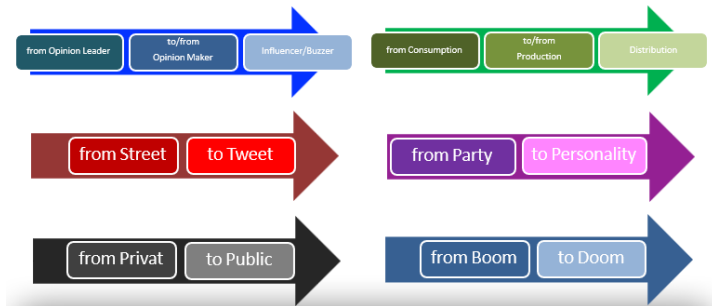 from Opinion Leader
to/from
Opinion Maker
Influencer/Buzzer
from Consumption
to/from
Production
Distribution
from Street
to Tweet
from Party
to Personality
from Privat
to Public
from Boom
to Doom